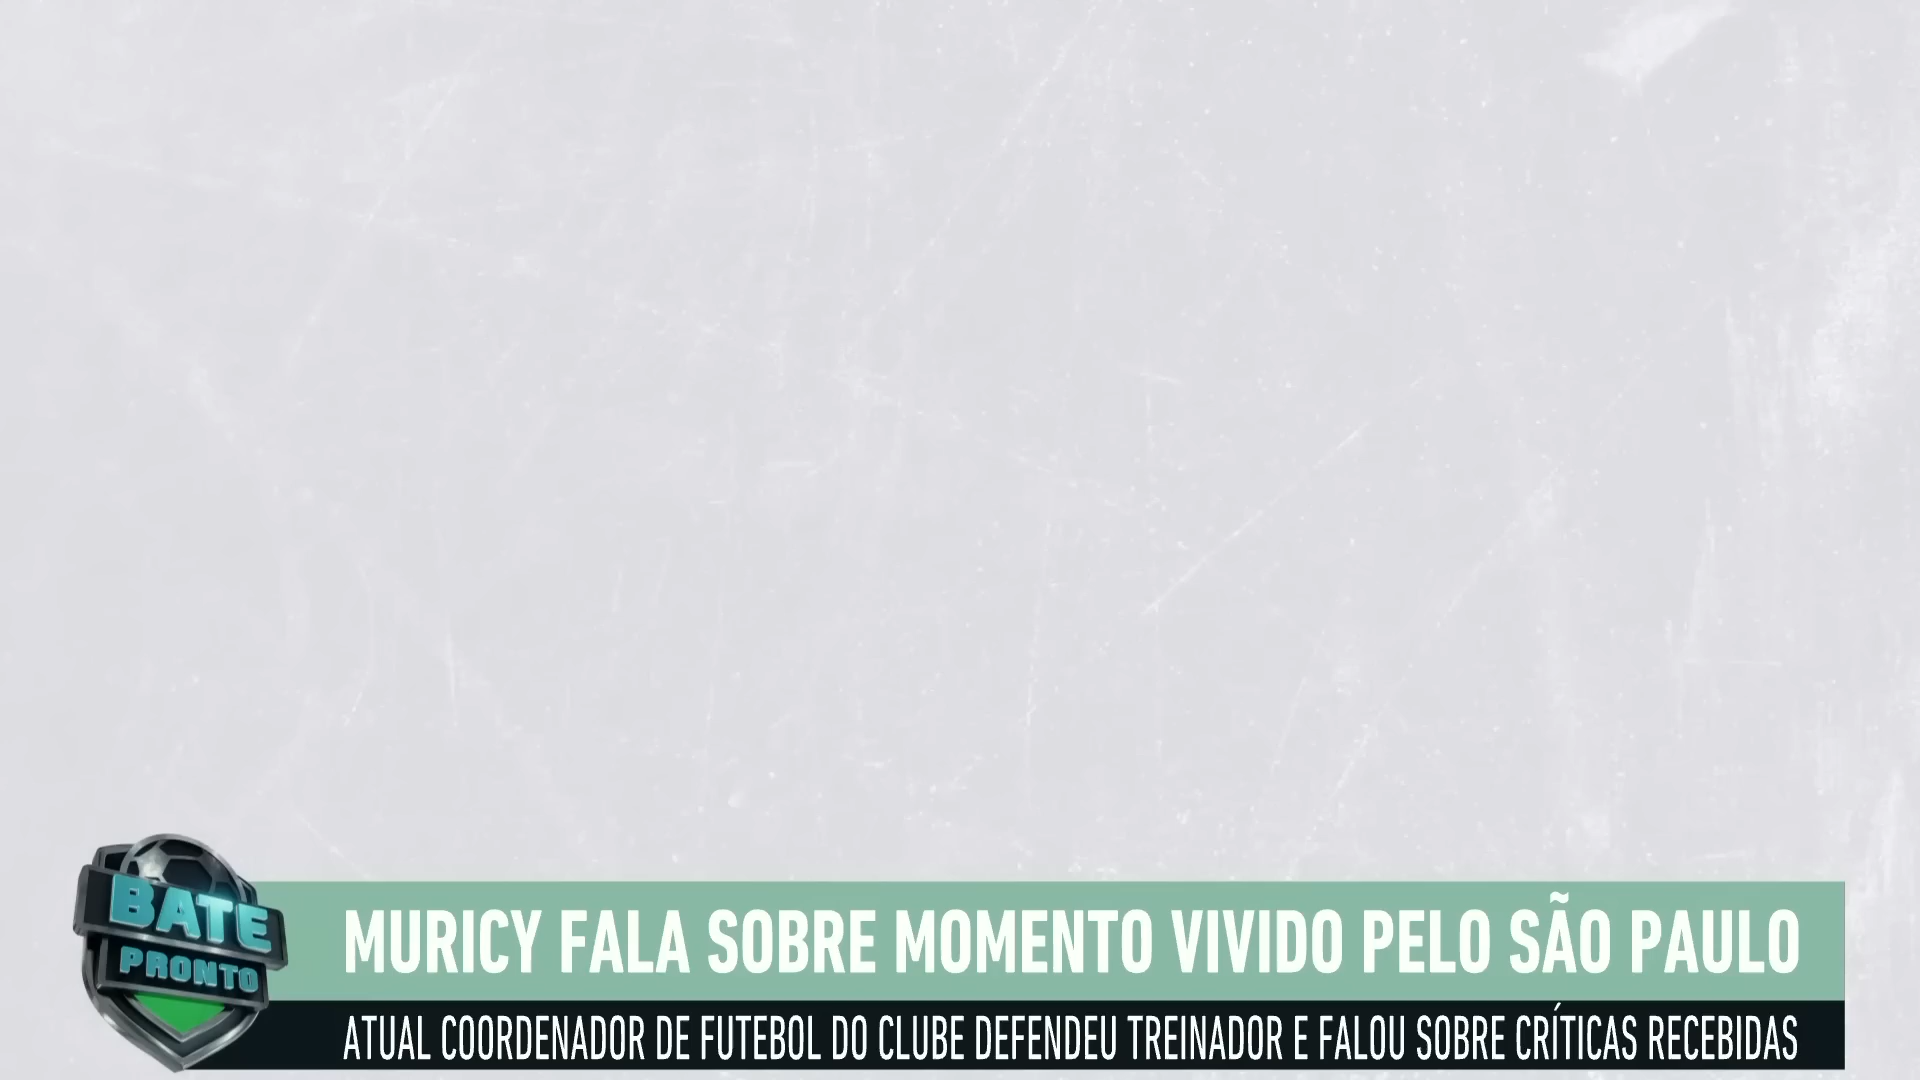 BATE
PRONTO
MURICY FALA SOBRE MOMENTO VIVIDO PELO SÃO PAULO
ATUAL COORDENADOR DE FUTEBOL DO CLUBE DEFENDEU TREINADOR E FALOU SOBRE CRÍTICAS RECEBIDAS